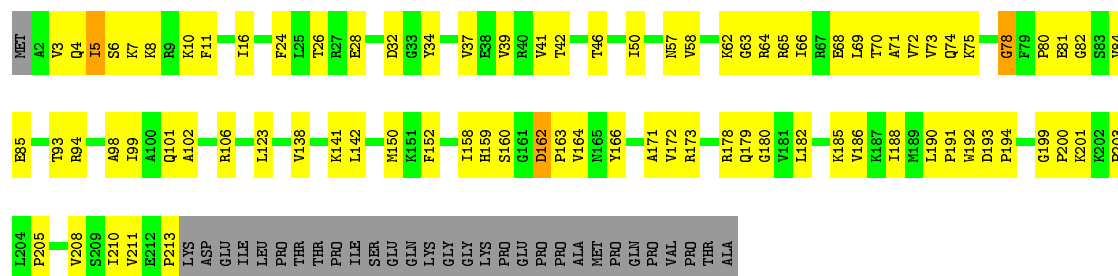 MET A2 V3 Q4 I5 S6 K7 K8 R9 K10 F11 I16 F24 L25 T26 R27 E28 D32 G33 Y34 V37 E38 V39 R40 V41 T42 T46 I50 N57 V58 K62 G63 R64 R65 I66 R67 E68 L69 T70 A71 V72 V73 Q74 K75 G78 F79 P80 E81 G82 S83
E85 T93 R94 A98 I99 A100 Q101 A102 R106 L123 V138 K141 L142 M150 K151 F152 I158 H159 S160 G161 D162 P163 V164 N165 Y166 A171 V172 R173 R178 Q179 G180 V181 L182 K185 V186 K187 I188 M189 L190 P191 W192 D193 P194 G199 P200 K201 K202
L204 P205 V208 S209 I210 V211 E212 P213 LYS ASP GLU ILE LEU PRO THR THR PRO ILE SER GLU GLN LYS GLY GLY LYS PRO GLU PRO PRO ALA MET PRO GLN PRO VAL PRO THR ALA